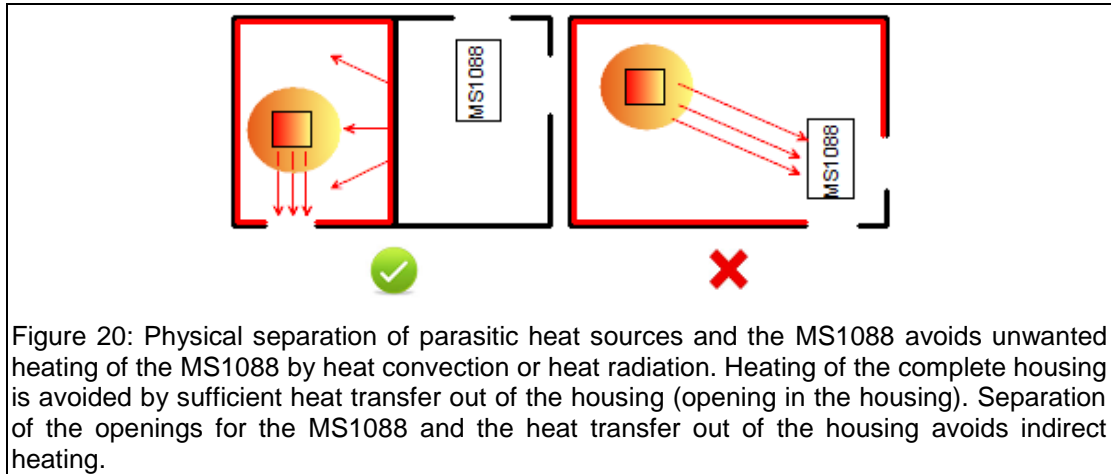 MS1088
MS1088
Figure 20: Physical separation of parasitic heat sources and the MS1088 avoids unwanted
heating of the MS1088 by heat convection or heat radiation. Heating of the complete housing
is avoided by sufficient heat transfer out of the housing (opening in the housing). Separation
of the openings for the MS1088 and the heat transfer out of the housing avoids indirect
heating.